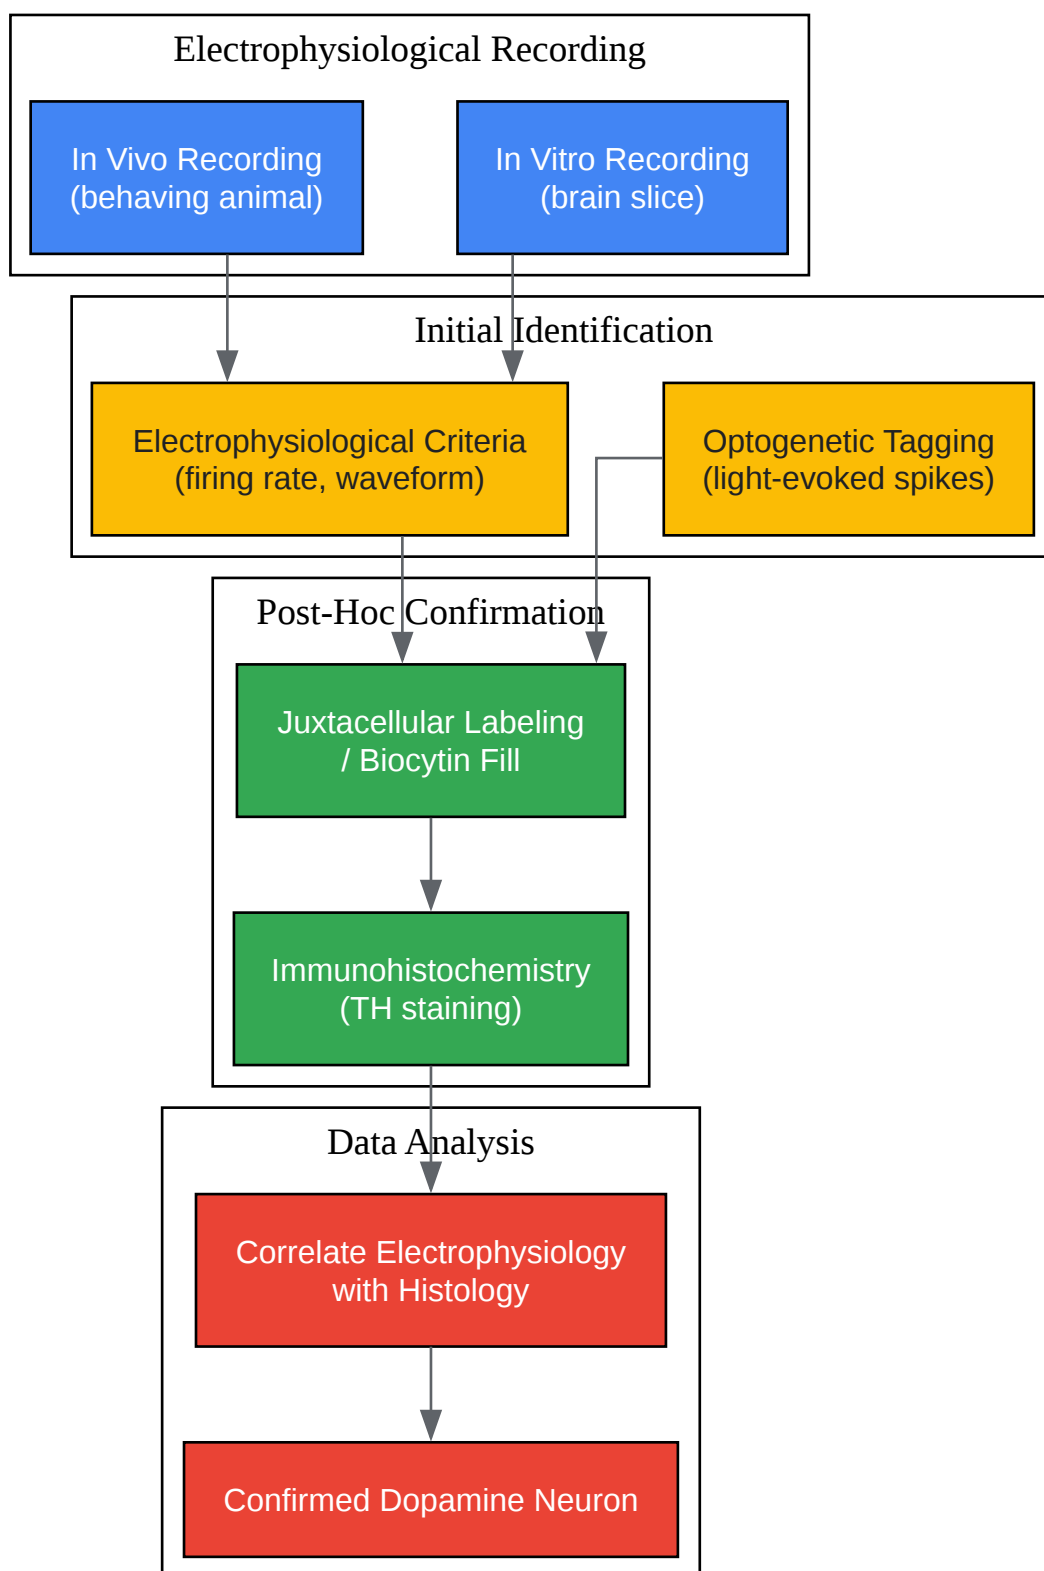 Electrophysiological Recording
In Vivo Recording
(behaving animal)
In Vitro Recording
(brain slice)
Initial Identification
Electrophysiological Criteria
(firing rate, waveform)
Optogenetic Tagging
(light-evoked spikes)
Post-Hoc Confirmation
Juxtacellular Labeling
/ Biocytin Fill
Immunohistochemistry
(TH staining)
Data Analysis
Correlate Electrophysiology
with Histology
Confirmed Dopamine Neuron